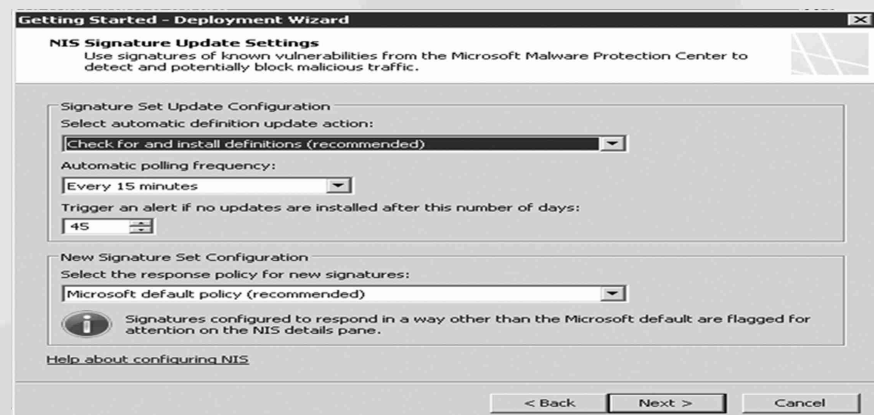 Getting Started - Deployment Wizard
NIS Signature Update Settings
Use signatures of known vulnerabilities from the Microsoft Malware Protection Center to
detect and potentially block malicious traffic.
Signature Set Update Configuration
Select automatic definition update action:
Check for and install definitions (recommended)
Automatic polling frequency:
Every 15 minutes
Trigger an alert if no updates are installed after this number of days:
45
New Signature Set Configuration
Select the response policy for new signatures:
Microsoft default policy (recommended)
Signatures configured to respond in a way other than the Microsoft default are flagged for
attention on the NIS details pane.
Help about configuring NIS
< Back Next > Cancel